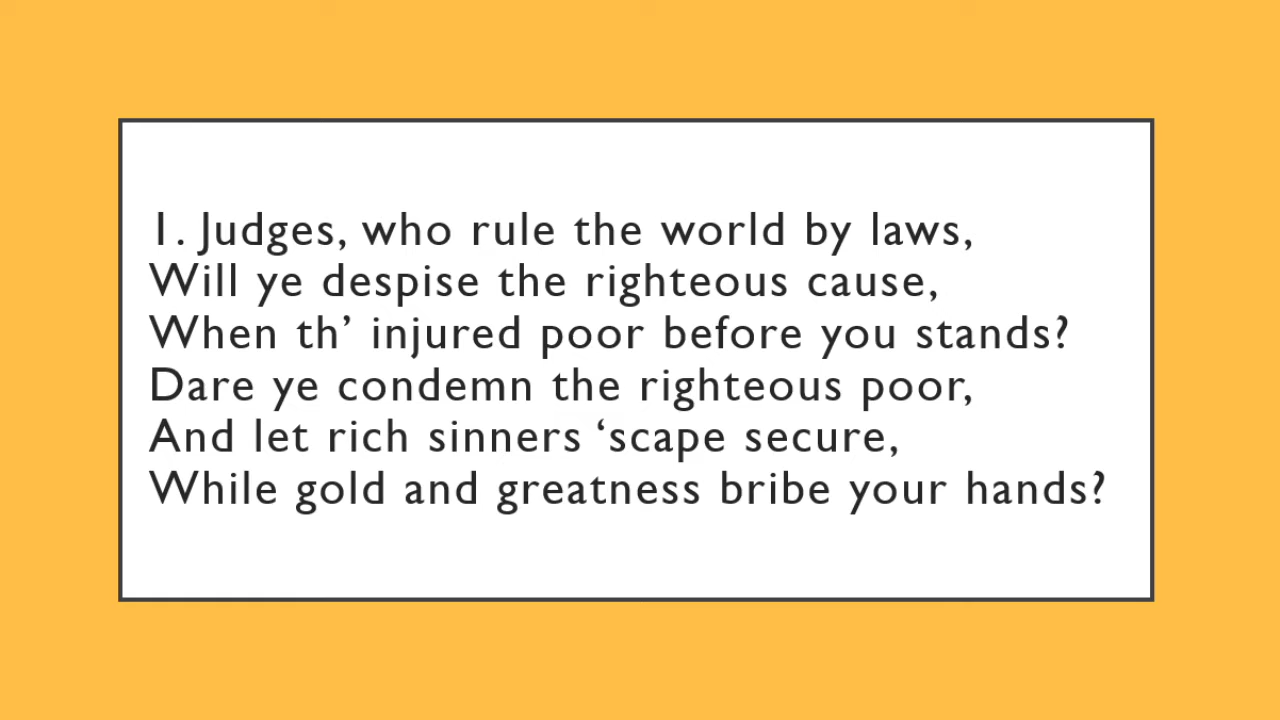 1. Judges, who rule the world by laws,
Will ye despise the righteous cause,
When th’ injured poor before you stands?
Dare ye condemn the righteous poor,
And let rich sinners ‘scape secure,
While gold and greatness bribe your hands?